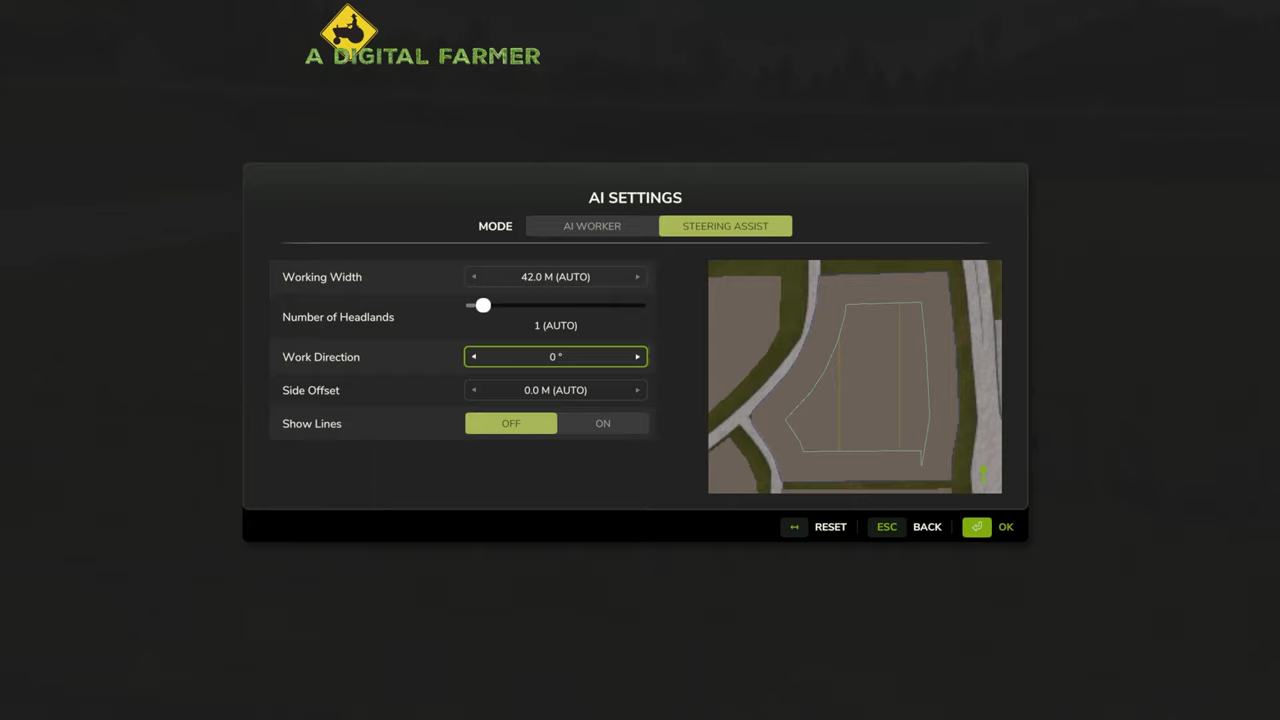 A DIGITAL FARMER
AI SETTINGS
MODE AI WORKER STEERING ASSIST
Working Width 42.0 M (AUTO)
Number of Headlands
1 (AUTO)
Work Direction 0 °
Side Offset 0.0 M (AUTO)
Show Lines OFF ON
RESET ESC BACK OK